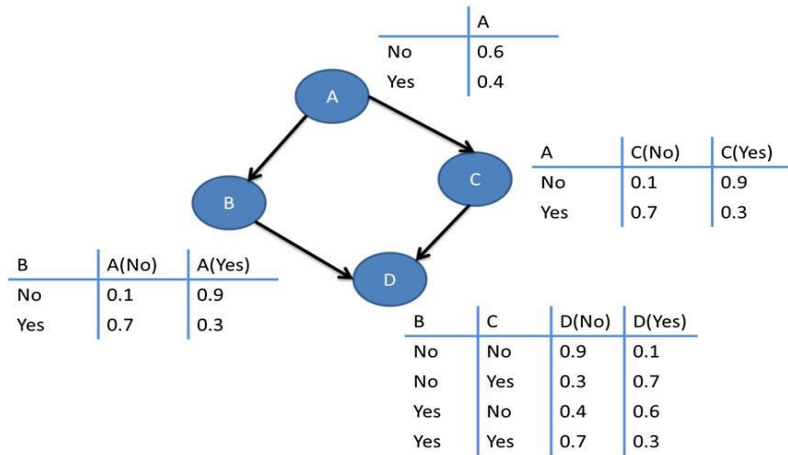 A
No 0.6
Yes 0.4
A
A C(No) C(Yes)
No 0.1 0.9
Yes 0.7 0.3
C
B
B A(No) A(Yes)
No 0.1 0.9
Yes 0.7 0.3
D
B C D(No) D(Yes)
No No 0.9 0.1
No Yes 0.3 0.7
Yes No 0.4 0.6
Yes Yes 0.7 0.3